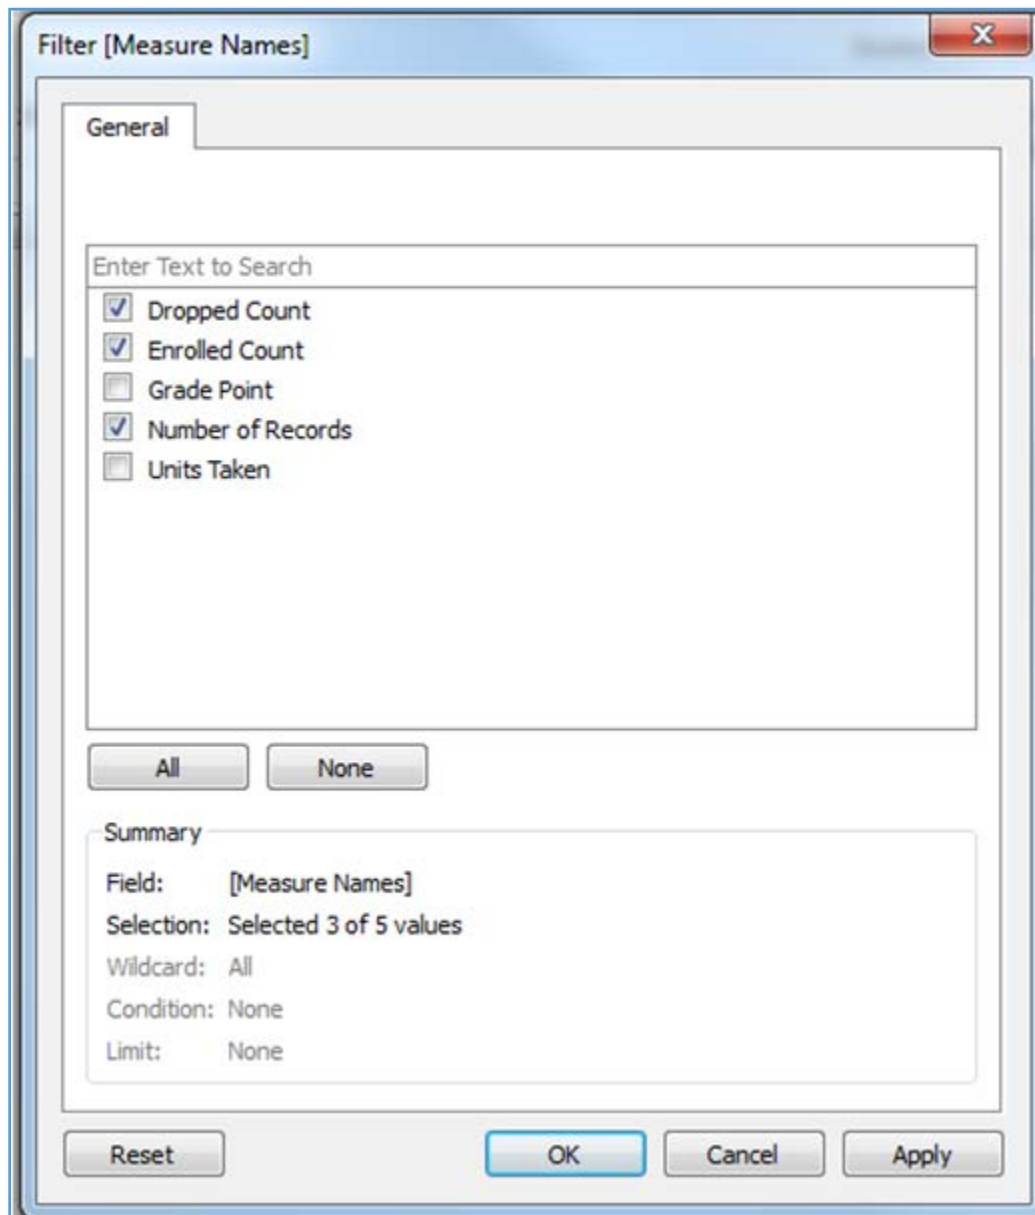 Filter [Measure Names]
General
Enter Text to Search
Dropped Count
Enrolled Count
Grade Point
Number of Records
Units Taken
All None
Summary
Field: [Measure Names]
Selection: Selected 3 of 5 values
Wildcard: All
Condition: None
Limit: None
Reset OK Cancel Apply